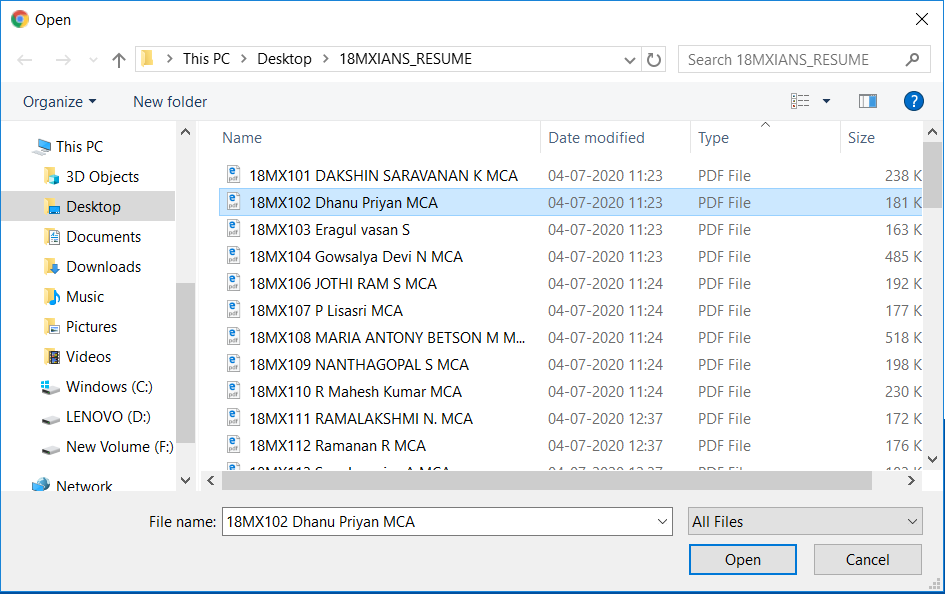 Open
This PC > Desktop > 18MXIANS_RESUME
Search 18MXIANS_RESUME
Organize
New folder
?
This PC
3D Objects
Desktop
Documents
Downloads
Music
Pictures
Videos
Windows (C:)
LENOVO (D:)
New Volume (F:)
Network
Name Date modified Type Size
18MX101 DAKSHIN SARAVANAN K MCA 04-07-2020 11:23 PDF File 238 K
18MX102 Dhanu Priyan MCA 04-07-2020 11:23 PDF File 181 K
18MX103 Eragul vasan S 04-07-2020 11:23 PDF File 163 K
18MX104 Gowsalya Devi N MCA 04-07-2020 11:23 PDF File 485 K
18MX106 JOTHI RAM S MCA 04-07-2020 11:24 PDF File 192 K
18MX107 P Lisasri MCA 04-07-2020 11:24 PDF File 177 K
18MX108 MARIA ANTONY BETSON M M... 04-07-2020 11:24 PDF File 518 K
18MX109 NANTHAGOPAL S MCA 04-07-2020 11:24 PDF File 198 K
18MX110 R Mahesh Kumar MCA 04-07-2020 11:24 PDF File 230 K
18MX111 RAMALAKSHMI N. MCA 04-07-2020 12:37 PDF File 172 K
18MX112 Ramanan R MCA 04-07-2020 12:37 PDF File 176 K
File name: 18MX102 Dhanu Priyan MCA
All Files
Open
Cancel